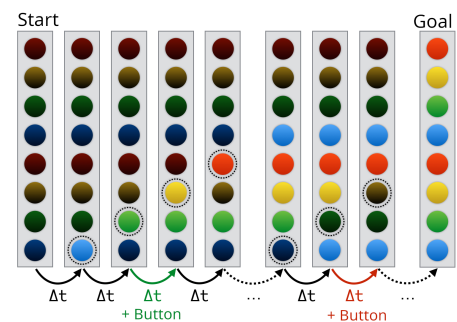 Start
Goal
Δt
Δt
Δt
+ Button
Δt
...
Δt
Δt
+ Button
...